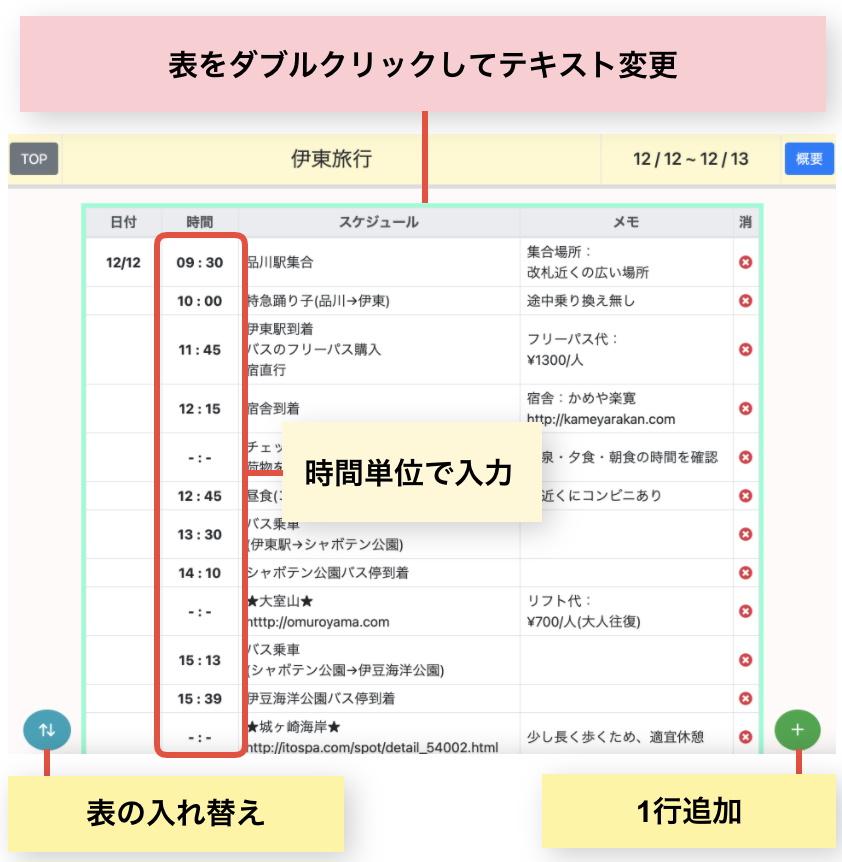 表をダブルクリックしてテキスト変更
TOP
伊東旅行
12 / 12 ~ 12 / 13
概要
日付 時間 スケジュール メモ 消
12/12 09 : 30 品川駅集合 集合場所：
改札近くの広い場所
10 : 00 特急踊り子(品川→伊東) 途中乗り換え無し
11 : 45 伊東駅到着
バスのフリーパス購入
宿直行
フリーパス代：
¥1300/人
12 : 15 宿舎到着
宿舎：かめや楽寛
http://kameyarakan.com
- : - チェッ
荷物を
泉・夕食・朝食の時間を確認
時間単位で入力
12 : 45 昼食( 近くにコンビニあり
13 : 30 バス乗車
(伊東駅→シャボテン公園)
14 : 10 シャボテン公園バス停到着
- : - ★大室山★
htttp://omuroyama.com
リフト代：
¥700/人(大人往復)
15 : 13 バス乗車
(シャボテン公園→伊豆海洋公園)
15 : 39 伊豆海洋公園バス停到着
- : - ★城ヶ崎海岸★
http://itospa.com/spot/detail_54002.html
少し長く歩くため、適宜休憩
表の入れ替え
1行追加